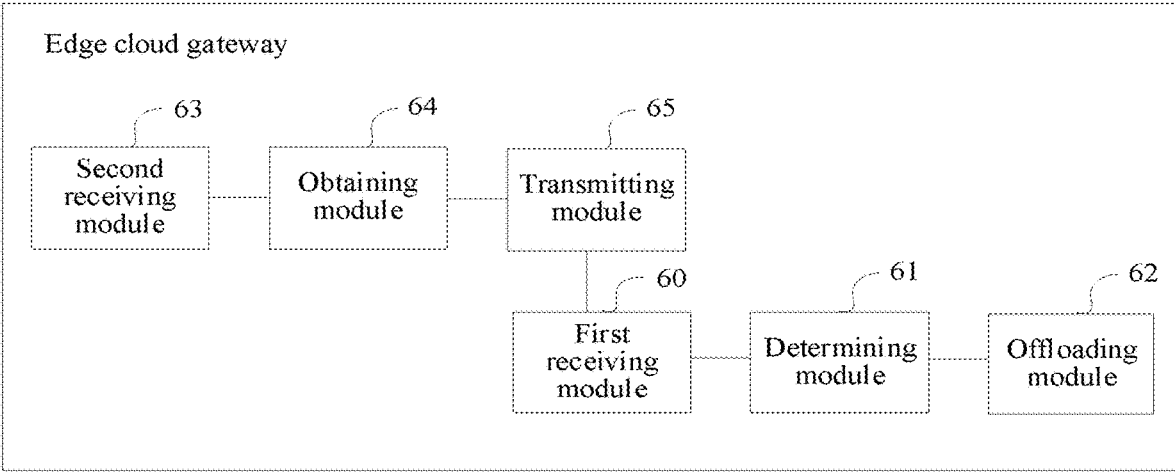 Edge cloud gateway
63
64
65
Second
receiving
module
Obtaining
module
Transmitting
module
60
61
62
First
receiving
module
Determining
module
Offloading
module